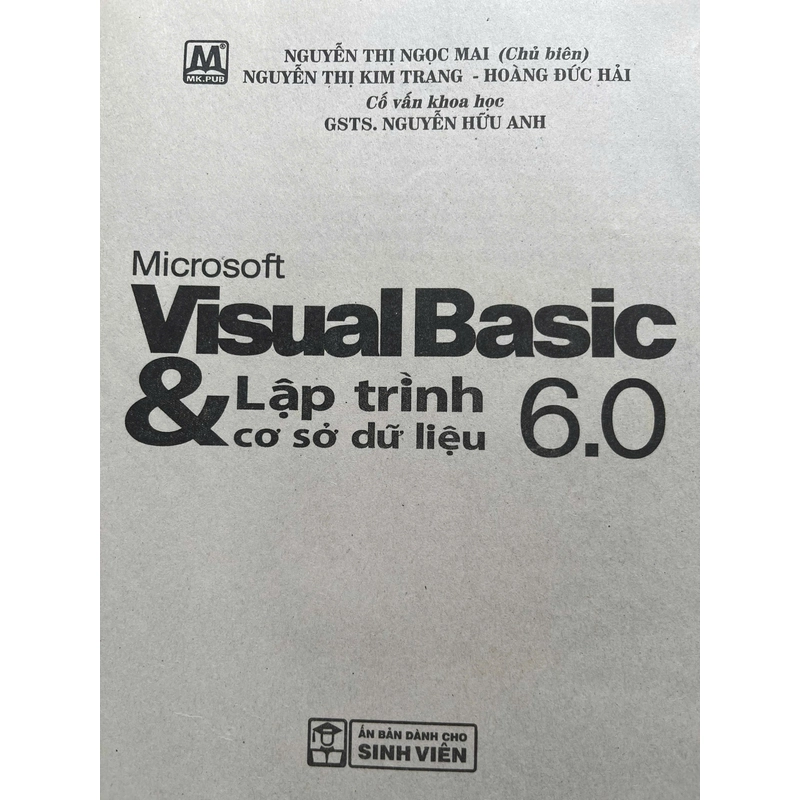 M®
MK.PUB
NGUYỄN THỊ NGỌC MAI (Chủ biên)
NGUYỄN THỊ KIM TRANG - HOÀNG ĐỨC HẢI
Cố vấn khoa học
GSTS. NGUYỄN HỮU ANH
Microsoft
Visual Basic
& Lập trình 6.0
cơ sở dữ liệu
ẤN BẢN DÀNH CHO
SINH VIÊN